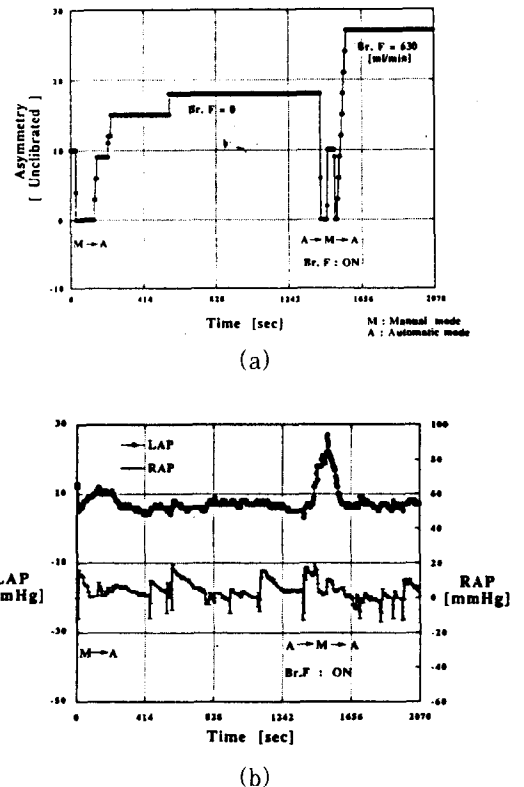 30
Br. F = 630
[ml/min]
20
Br. F = 0
Asymmetry
[ Unclibrated ]
10
0
M → A
A → M → A
Br. F : ON
-10
0
414
828
1242
1656
2070
Time [sec]
M : Manual mode
A : Automatic mode
(a)
30
100
LAP
RAP
80
60
10
40
20
-10
0
LAP
[mmHg]
RAP
[mmHg]
-20
-30
M → A
A → M → A
-40
Br.F : ON
-50
-60
0
414
828
1242
1656
2070
Time [sec]
(b)